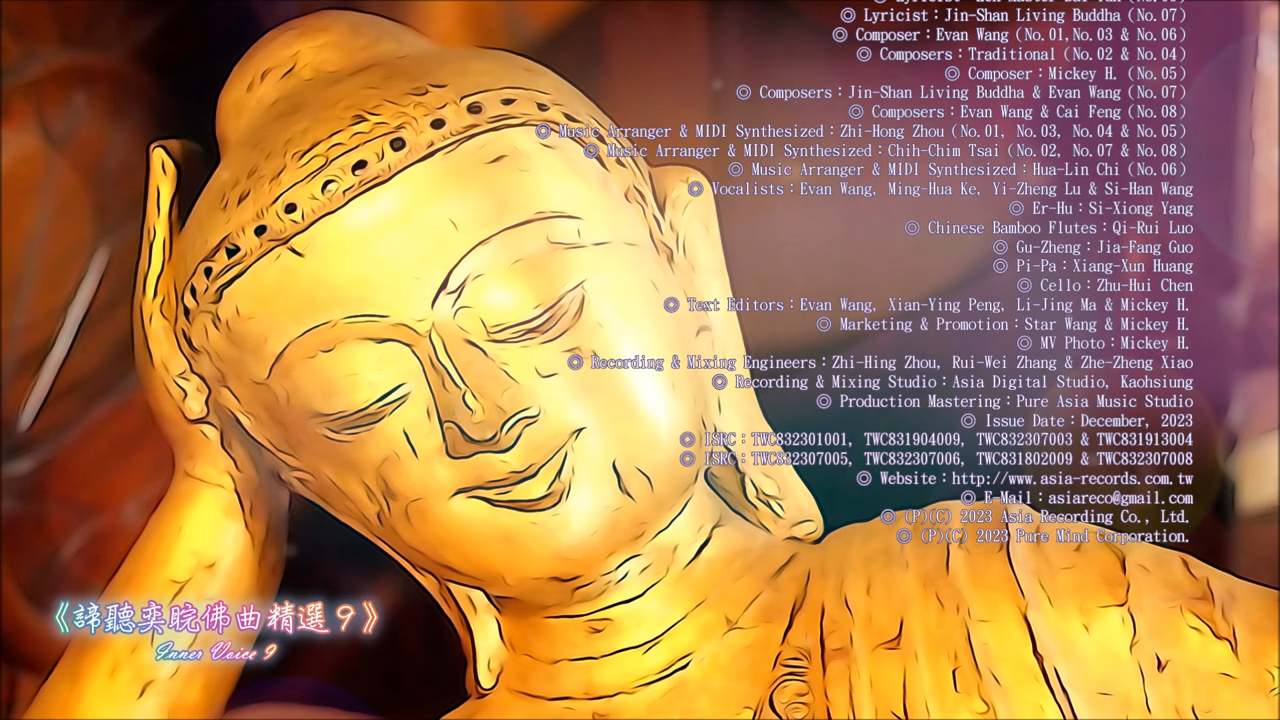 ◎ Lyricist：Jin-Shan Living Buddha (No.07)
◎ Composer：Evan Wang (No.01,No.03 & No.06)
◎ Composers：Traditional (No.02 & No.04)
◎ Composer：Mickey H. (No.05)
◎ Composers：Jin-Shan Living Buddha & Evan Wang (No.07)
◎ Composers：Evan Wang & Cai Feng (No.08)
◎ Music Arranger & MIDI Synthesized：Zhi-Hong Zhou (No.01, No.03, No.04 & No.05)
◎ Music Arranger & MIDI Synthesized：Chih-Chim Tsai (No.02, No.07 & No.08)
◎ Music Arranger & MIDI Synthesized：Hua-Lin Chi (No.06)
◎ Vocalists：Evan Wang, Ming-Hua Ke, Yi-Zheng Lu & Si-Han Wang
◎ Er-Hu：Si-Xiong Yang
◎ Chinese Bamboo Flutes：Qi-Rui Luo
◎ Gu-Zheng：Jia-Fang Guo
◎ Pi-Pa：Xiang-Xun Huang
◎ Cello：Zhu-Hui Chen
◎ Text Editors：Evan Wang, Xian-Ying Peng, Li-Jing Ma & Mickey H.
◎ Marketing & Promotion：Star Wang & Mickey H.
◎ MV Photo：Mickey H.
◎ Recording & Mixing Engineers：Zhi-Hing Zhou, Rui-Wei Zhang & Zhe-Zheng Xiao
◎ Recording & Mixing Studio：Asia Digital Studio, Kaohsiung
◎ Production Mastering：Pure Asia Music Studio
◎ Issue Date：December, 2023
◎ ISRC：TWC832301001, TWC831904009, TWC832307003 & TWC831913004
◎ ISRC：TWC832307005, TWC832307006, TWC831802009 & TWC832307008
◎ Website：http://www.asia-records.com.tw
◎ E-Mail：asiareco@gmail.com
◎ (P)(C) 2023 Asia Recording Co., Ltd.
◎ (P)(C) 2023 Pure Mind Corporation.
《諦聽奕睆佛曲精選９》
Inner Voice 9